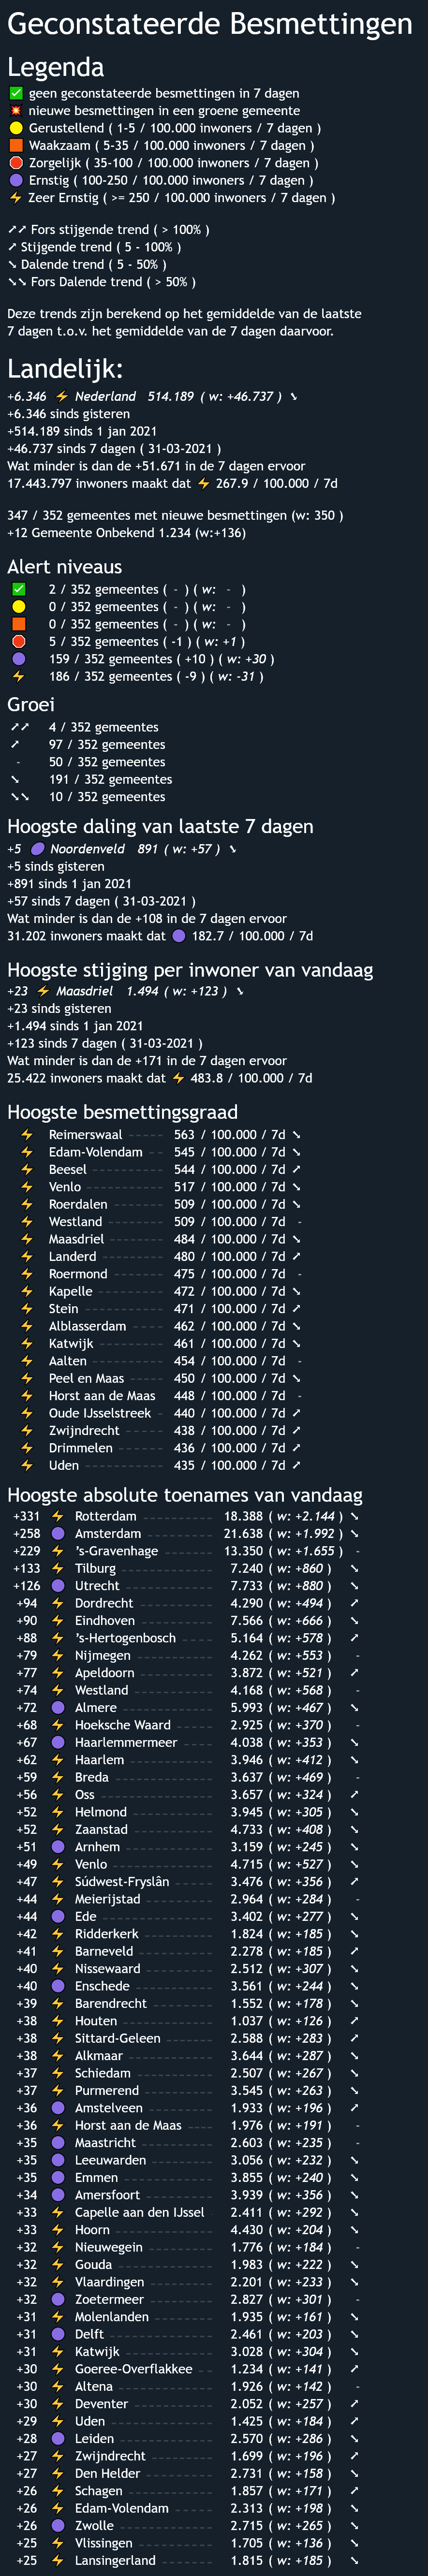 Geconstateerde Besmettingen
Legenda
✅ geen geconstateerde besmettingen in 7 dagen
💥 nieuwe besmettingen in een groene gemeente
🟡 Gerustellend ( 1-5 / 100.000 inwoners / 7 dagen )
🟧 Waakzaam ( 5-35 / 100.000 inwoners / 7 dagen )
🛑 Zorgelijk ( 35-100 / 100.000 inwoners / 7 dagen )
🟣 Ernstig ( 100-250 / 100.000 inwoners / 7 dagen )
⚡ Zeer Ernstig ( >= 250 / 100.000 inwoners / 7 dagen )
➚➚ Fors stijgende trend ( > 100% )
➚ Stijgende trend ( 5 - 100% )
➘ Dalende trend ( 5 - 50% )
➘➘ Fors Dalende trend ( > 50% )
Deze trends zijn berekend op het gemiddelde van de laatste
7 dagen t.o.v. het gemiddelde van de 7 dagen daarvoor.
Landelijk:
+6.346 ⚡ Nederland 514.189 ( w: +46.737 ) ➘
+6.346 sinds gisteren
+514.189 sinds 1 jan 2021
+46.737 sinds 7 dagen ( 31-03-2021 )
Wat minder is dan de +51.671 in de 7 dagen ervoor
17.443.797 inwoners maakt dat ⚡ 267.9 / 100.000 / 7d
347 / 352 gemeentes met nieuwe besmettingen (w: 350 )
+12 Gemeente Onbekend 1.234 (w:+136)
Alert niveaus
✅ 2 / 352 gemeentes ( - ) ( w: - )
🟡 0 / 352 gemeentes ( - ) ( w: - )
🟧 0 / 352 gemeentes ( - ) ( w: - )
🛑 5 / 352 gemeentes ( -1 ) ( w: +1 )
🟣 159 / 352 gemeentes ( +10 ) ( w: +30 )
⚡ 186 / 352 gemeentes ( -9 ) ( w: -31 )
Groei
➚➚ 4 / 352 gemeentes
➚ 97 / 352 gemeentes
- 50 / 352 gemeentes
➘ 191 / 352 gemeentes
➘➘ 10 / 352 gemeentes
Hoogste daling van laatste 7 dagen
+5 🟣 Noordenveld 891 ( w: +57 ) ➘
+5 sinds gisteren
+891 sinds 1 jan 2021
+57 sinds 7 dagen ( 31-03-2021 )
Wat minder is dan de +108 in de 7 dagen ervoor
31.202 inwoners maakt dat 🟣 182.7 / 100.000 / 7d
Hoogste stijging per inwoner van vandaag
+23 ⚡ Maasdriel 1.494 ( w: +123 ) ➘
+23 sinds gisteren
+1.494 sinds 1 jan 2021
+123 sinds 7 dagen ( 31-03-2021 )
Wat minder is dan de +171 in de 7 dagen ervoor
25.422 inwoners maakt dat ⚡ 483.8 / 100.000 / 7d
Hoogste besmettingsgraad
⚡ Reimerswaal 563 / 100.000 / 7d ➘
⚡ Edam-Volendam 545 / 100.000 / 7d ➘
⚡ Beesel 544 / 100.000 / 7d ➚
⚡ Venlo 517 / 100.000 / 7d ➘
⚡ Roerdalen 509 / 100.000 / 7d ➘
⚡ Westland 509 / 100.000 / 7d -
⚡ Maasdriel 484 / 100.000 / 7d ➘
⚡ Landerd 480 / 100.000 / 7d ➚
⚡ Roermond 475 / 100.000 / 7d -
⚡ Kapelle 472 / 100.000 / 7d ➘
⚡ Stein 471 / 100.000 / 7d ➚
⚡ Alblasserdam 462 / 100.000 / 7d ➘
⚡ Katwijk 461 / 100.000 / 7d ➘
⚡ Aalten 454 / 100.000 / 7d -
⚡ Peel en Maas 450 / 100.000 / 7d ➘
⚡ Horst aan de Maas 448 / 100.000 / 7d -
⚡ Oude IJsselstreek 440 / 100.000 / 7d ➚
⚡ Zwijndrecht 438 / 100.000 / 7d ➚
⚡ Drimmelen 436 / 100.000 / 7d ➚
⚡ Uden 435 / 100.000 / 7d ➚
Hoogste absolute toenames van vandaag
+331 ⚡ Rotterdam 18.388 ( w: +2.144 ) ➘
+258 🟣 Amsterdam 21.638 ( w: +1.992 ) ➘
+229 ⚡ 's-Gravenhage 13.350 ( w: +1.655 ) -
+133 ⚡ Tilburg 7.240 ( w: +860 ) ➘
+126 🟣 Utrecht 7.733 ( w: +880 ) ➘
+94 ⚡ Dordrecht 4.290 ( w: +494 ) ➚
+90 ⚡ Eindhoven 7.566 ( w: +666 ) ➘
+88 ⚡ 's-Hertogenbosch 5.164 ( w: +578 ) ➚
+79 ⚡ Nijmegen 4.262 ( w: +553 ) -
+77 ⚡ Apeldoorn 3.872 ( w: +521 ) ➚
+74 ⚡ Westland 4.168 ( w: +568 ) -
+72 🟣 Almere 5.993 ( w: +467 ) ➘
+68 ⚡ Hoeksche Waard 2.925 ( w: +370 ) -
+67 🟣 Haarlemmermeer 4.038 ( w: +353 ) ➘
+62 ⚡ Haarlem 3.946 ( w: +412 ) ➘
+59 ⚡ Breda 3.637 ( w: +469 ) -
+56 ⚡ Oss 3.657 ( w: +324 ) ➚
+52 ⚡ Helmond 3.945 ( w: +305 ) ➘
+52 ⚡ Zaanstad 4.733 ( w: +408 ) ➘
+51 🟣 Arnhem 3.159 ( w: +245 ) ➘
+49 ⚡ Venlo 4.715 ( w: +527 ) ➘
+47 ⚡ Súdwest-Fryslân 3.476 ( w: +356 ) ➚
+44 ⚡ Meierijstad 2.964 ( w: +284 ) -
+44 🟣 Ede 3.402 ( w: +277 ) ➘
+42 ⚡ Ridderkerk 1.824 ( w: +185 ) ➘
+41 ⚡ Barneveld 2.278 ( w: +185 ) ➚
+40 ⚡ Nissewaard 2.512 ( w: +307 ) ➘
+40 🟣 Enschede 3.561 ( w: +244 ) ➘
+39 ⚡ Barendrecht 1.552 ( w: +178 ) ➘
+38 ⚡ Houten 1.037 ( w: +126 ) ➚
+38 ⚡ Sittard-Geleen 2.588 ( w: +283 ) ➚
+38 ⚡ Alkmaar 3.644 ( w: +287 ) ➘
+37 ⚡ Schiedam 2.507 ( w: +267 ) ➘
+37 ⚡ Purmerend 3.545 ( w: +263 ) ➘
+36 🟣 Amstelveen 1.933 ( w: +196 ) ➚
+36 ⚡ Horst aan de Maas 1.976 ( w: +191 ) -
+35 🟣 Maastricht 2.603 ( w: +235 ) -
+35 🟣 Leeuwarden 3.056 ( w: +232 ) ➘
+35 🟣 Emmen 3.855 ( w: +240 ) ➘
+34 🟣 Amersfoort 3.939 ( w: +356 ) ➘
+33 ⚡ Capelle aan den IJssel 2.411 ( w: +292 ) ➘
+33 ⚡ Hoorn 4.430 ( w: +204 ) ➘
+32 ⚡ Nieuwegein 1.776 ( w: +184 ) -
+32 ⚡ Gouda 1.983 ( w: +222 ) ➘
+32 ⚡ Vlaardingen 2.201 ( w: +233 ) ➘
+32 🟣 Zoetermeer 2.827 ( w: +301 ) -
+31 ⚡ Molenlanden 1.935 ( w: +161 ) ➘
+31 🟣 Delft 2.461 ( w: +203 ) ➘
+31 ⚡ Katwijk 3.028 ( w: +304 ) ➘
+30 ⚡ Goeree-Overflakkee 1.234 ( w: +141 ) ➚
+30 ⚡ Altena 1.926 ( w: +142 ) -
+30 ⚡ Deventer 2.052 ( w: +257 ) ➚
+29 ⚡ Uden 1.425 ( w: +184 ) ➚
+28 🟣 Leiden 2.570 ( w: +286 ) ➘
+27 ⚡ Zwijndrecht 1.699 ( w: +196 ) ➚
+27 ⚡ Den Helder 2.731 ( w: +158 ) ➘
+26 ⚡ Schagen 1.857 ( w: +171 ) ➚
+26 ⚡ Edam-Volendam 2.313 ( w: +198 ) ➘
+26 🟣 Zwolle 2.715 ( w: +265 ) ➘
+25 ⚡ Vlissingen 1.705 ( w: +136 ) ➘
+25 ⚡ Lansingerland 1.815 ( w: +185 ) ➘